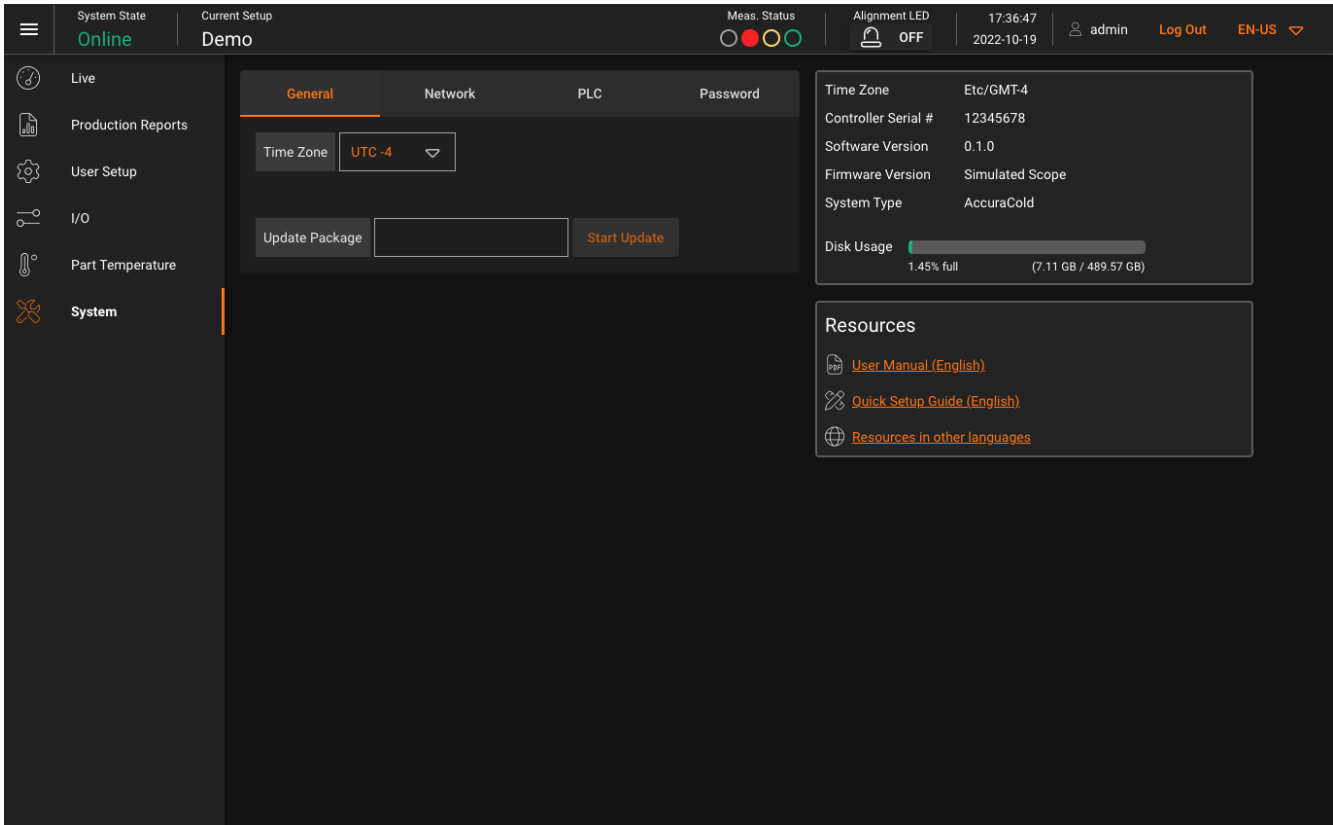 System State
Online
Current Setup
Demo
Meas. Status
Alignment LED
OFF
17:36:47
2022-10-19
admin
Log Out
EN-US
Live
Production Reports
User Setup
I/O
Part Temperature
System
General
Network
PLC
Password
Time Zone
UTC -4
Update Package
Start Update
Time Zone Etc/GMT-4
Controller Serial # 12345678
Software Version 0.1.0
Firmware Version Simulated Scope
System Type AccuraCold
Disk Usage
1.45% full (7.11 GB / 489.57 GB)
Resources
PDF
User Manual (English)
Quick Setup Guide (English)
Resources in other languages